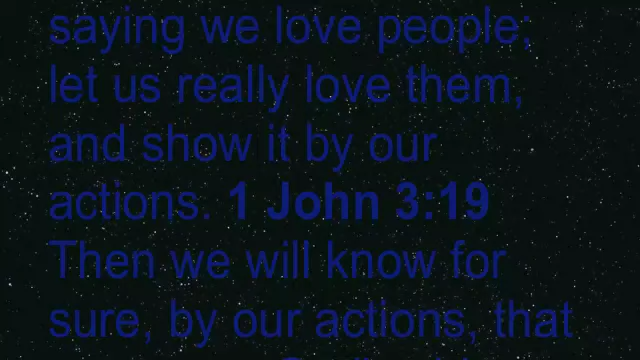 saying we love people;
let us really love them,
and show it by our
actions. 1 John 3:19
Then we will know for
sure, by our actions, that